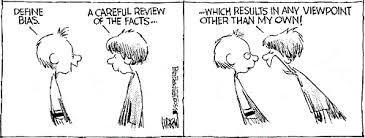 DEFINE
BIAS.
A CAREFUL REVIEW
OF THE FACTS...
...WHICH RESULTS IN ANY VIEWPOINT
OTHER THAN MY OWN!